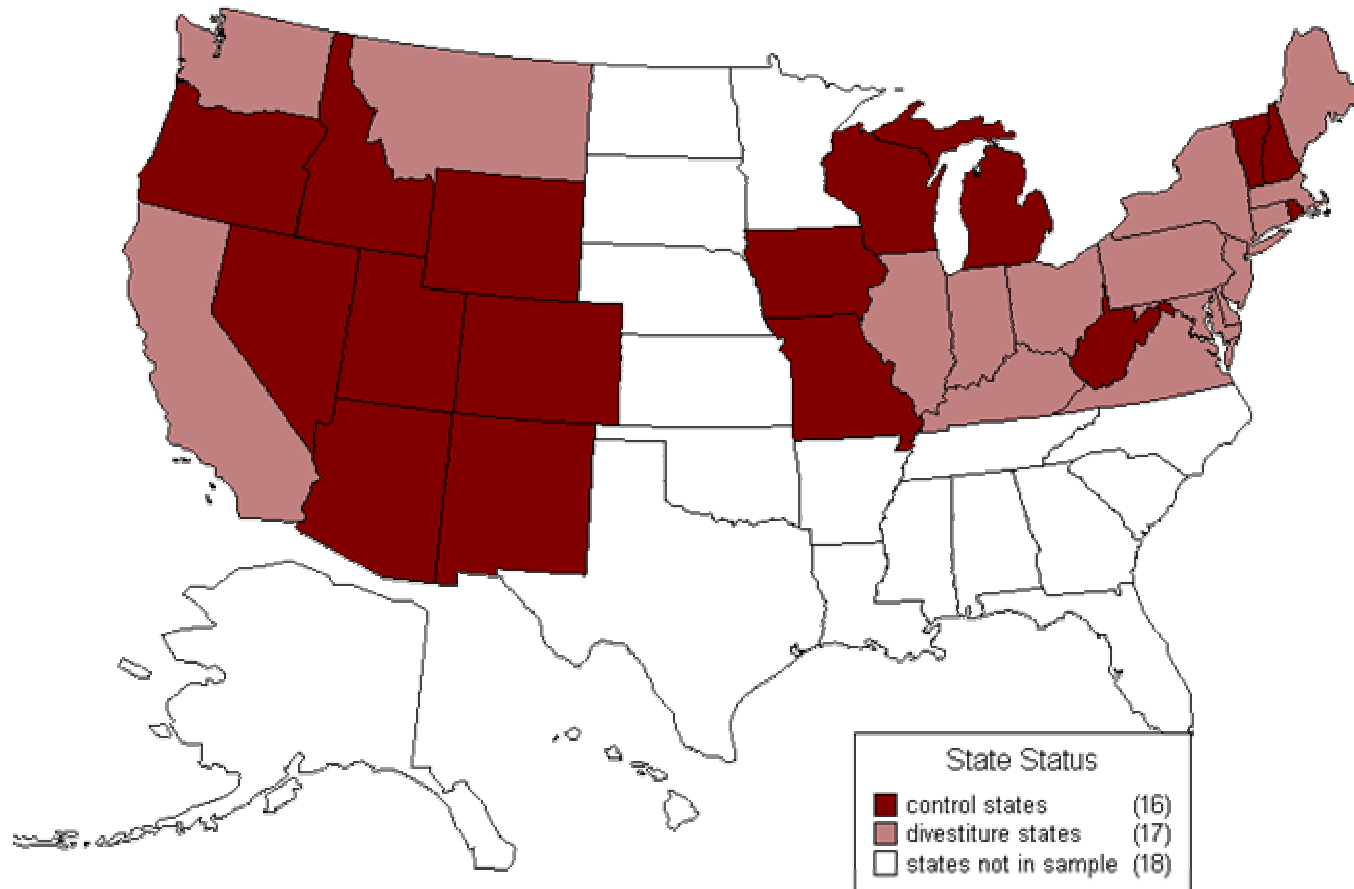 State Status
control states (16)
divestiture states (17)
states not in sample (18)